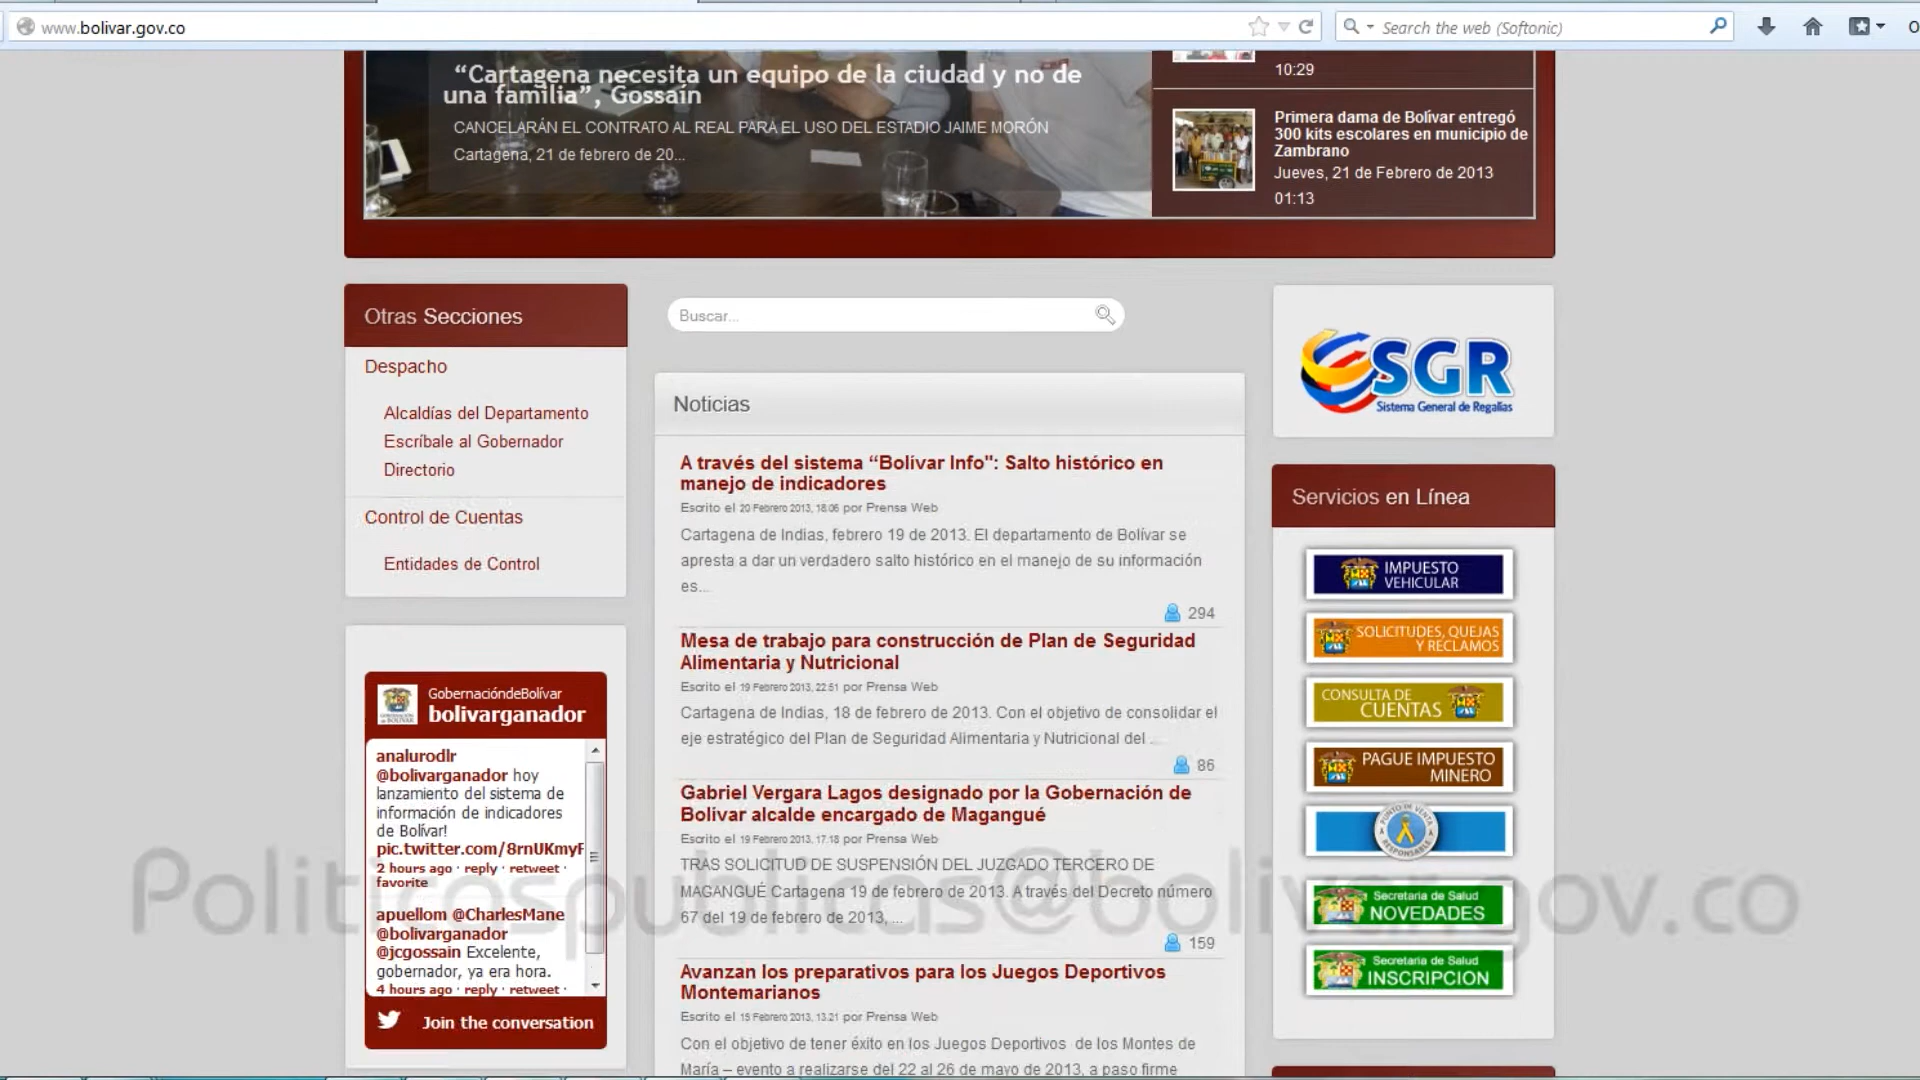 www.bolivar.gov.co
Search the web (Softonic)
“Cartagena necesita un equipo de la ciudad y no de
una familia”, Gossaín
CANCELARÁN EL CONTRATO AL REAL PARA EL USO DEL ESTADIO JAIME MORÓN
Cartagena, 21 de febrero de 20...
10:29
Primera dama de Bolívar entregó
300 kits escolares en municipio de
Zambrano
Jueves, 21 de Febrero de 2013
01:13
Otras Secciones
Despacho
Alcaldías del Departamento
Escríbale al Gobernador
Directorio
Control de Cuentas
Entidades de Control
GobernacióndeBolívar
bolivarganador
analurodlr
@bolivarganador hoy
lanzamiento del sistema de
información de indicadores
de Bolívar!
pic.twitter.com/8rnUKmyF
2 hours ago · reply · retweet ·
favorite
apuellom @CharlesMane
@bolivarganador
@jcgossain Excelente,
gobernador, ya era hora.
4 hours ago · reply · retweet ·
Join the conversation
Buscar...
Noticias
A través del sistema “Bolívar Info": Salto histórico en
manejo de indicadores
Escrito el 20 Febrero 2013, 18:06 por Prensa Web
Cartagena de Indias, febrero 19 de 2013. El departamento de Bolívar se
apresta a dar un verdadero salto histórico en el manejo de su información
es...
294
Mesa de trabajo para construcción de Plan de Seguridad
Alimentaria y Nutricional
Escrito el 19 Febrero 2013, 22:51 por Prensa Web
Cartagena de Indias, 18 de febrero de 2013. Con el objetivo de consolidar el
eje estratégico del Plan de Seguridad Alimentaria y Nutricional del ...
86
Gabriel Vergara Lagos designado por la Gobernación de
Bolívar alcalde encargado de Magangué
Escrito el 19 Febrero 2013, 17:18 por Prensa Web
TRAS SOLICITUD DE SUSPENSIÓN DEL JUZGADO TERCERO DE
MAGANGUÉ Cartagena 19 de febrero de 2013. A través del Decreto número
67 del 19 de febrero de 2013, ...
159
Avanzan los preparativos para los Juegos Deportivos
Montemarianos
Escrito el 15 Febrero 2013, 13:21 por Prensa Web
Con el objetivo de tener éxito en los Juegos Deportivos de los Montes de
María – evento a realizarse del 22 al 26 de mayo de 2013, a paso firme
SGR
Sistema General de Regalías
Servicios en Línea
IMPUESTO
VEHICULAR
SOLICITUDES, QUEJAS
Y RECLAMOS
CONSULTA DE
CUENTAS
PAGUE IMPUESTO
MINERO
PUNTO DE VENTA
RESPONSABLE
Secretaria de Salud
NOVEDADES
Secretaria de Salud
INSCRIPCION
Politicaspublicas@bolivar.gov.co